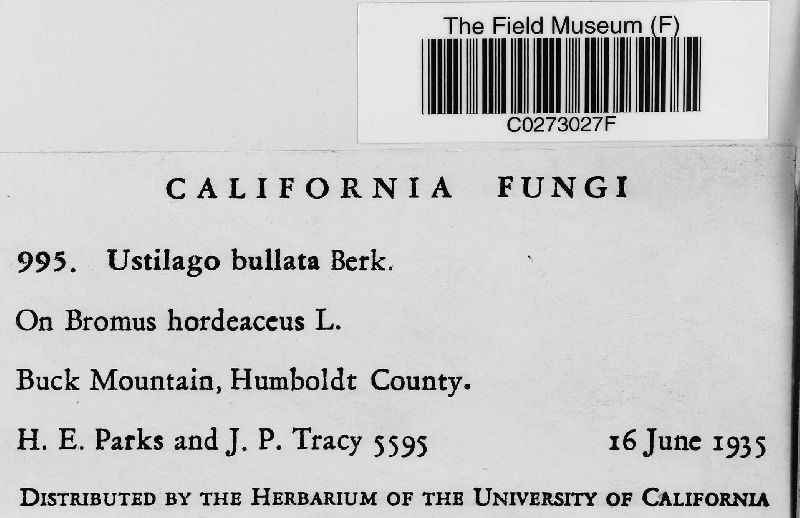 The Field Museum (F)
C0273027F
CALIFORNIA FUNGI
995. Ustilago bullata Berk.
On Bromus hordeaceus L.
Buck Mountain, Humboldt County.
H. E. Parks and J. P. Tracy 5595 16 June 1935
DISTRIBUTED BY THE HERBARIUM OF THE UNIVERSITY OF CALIFORNIA